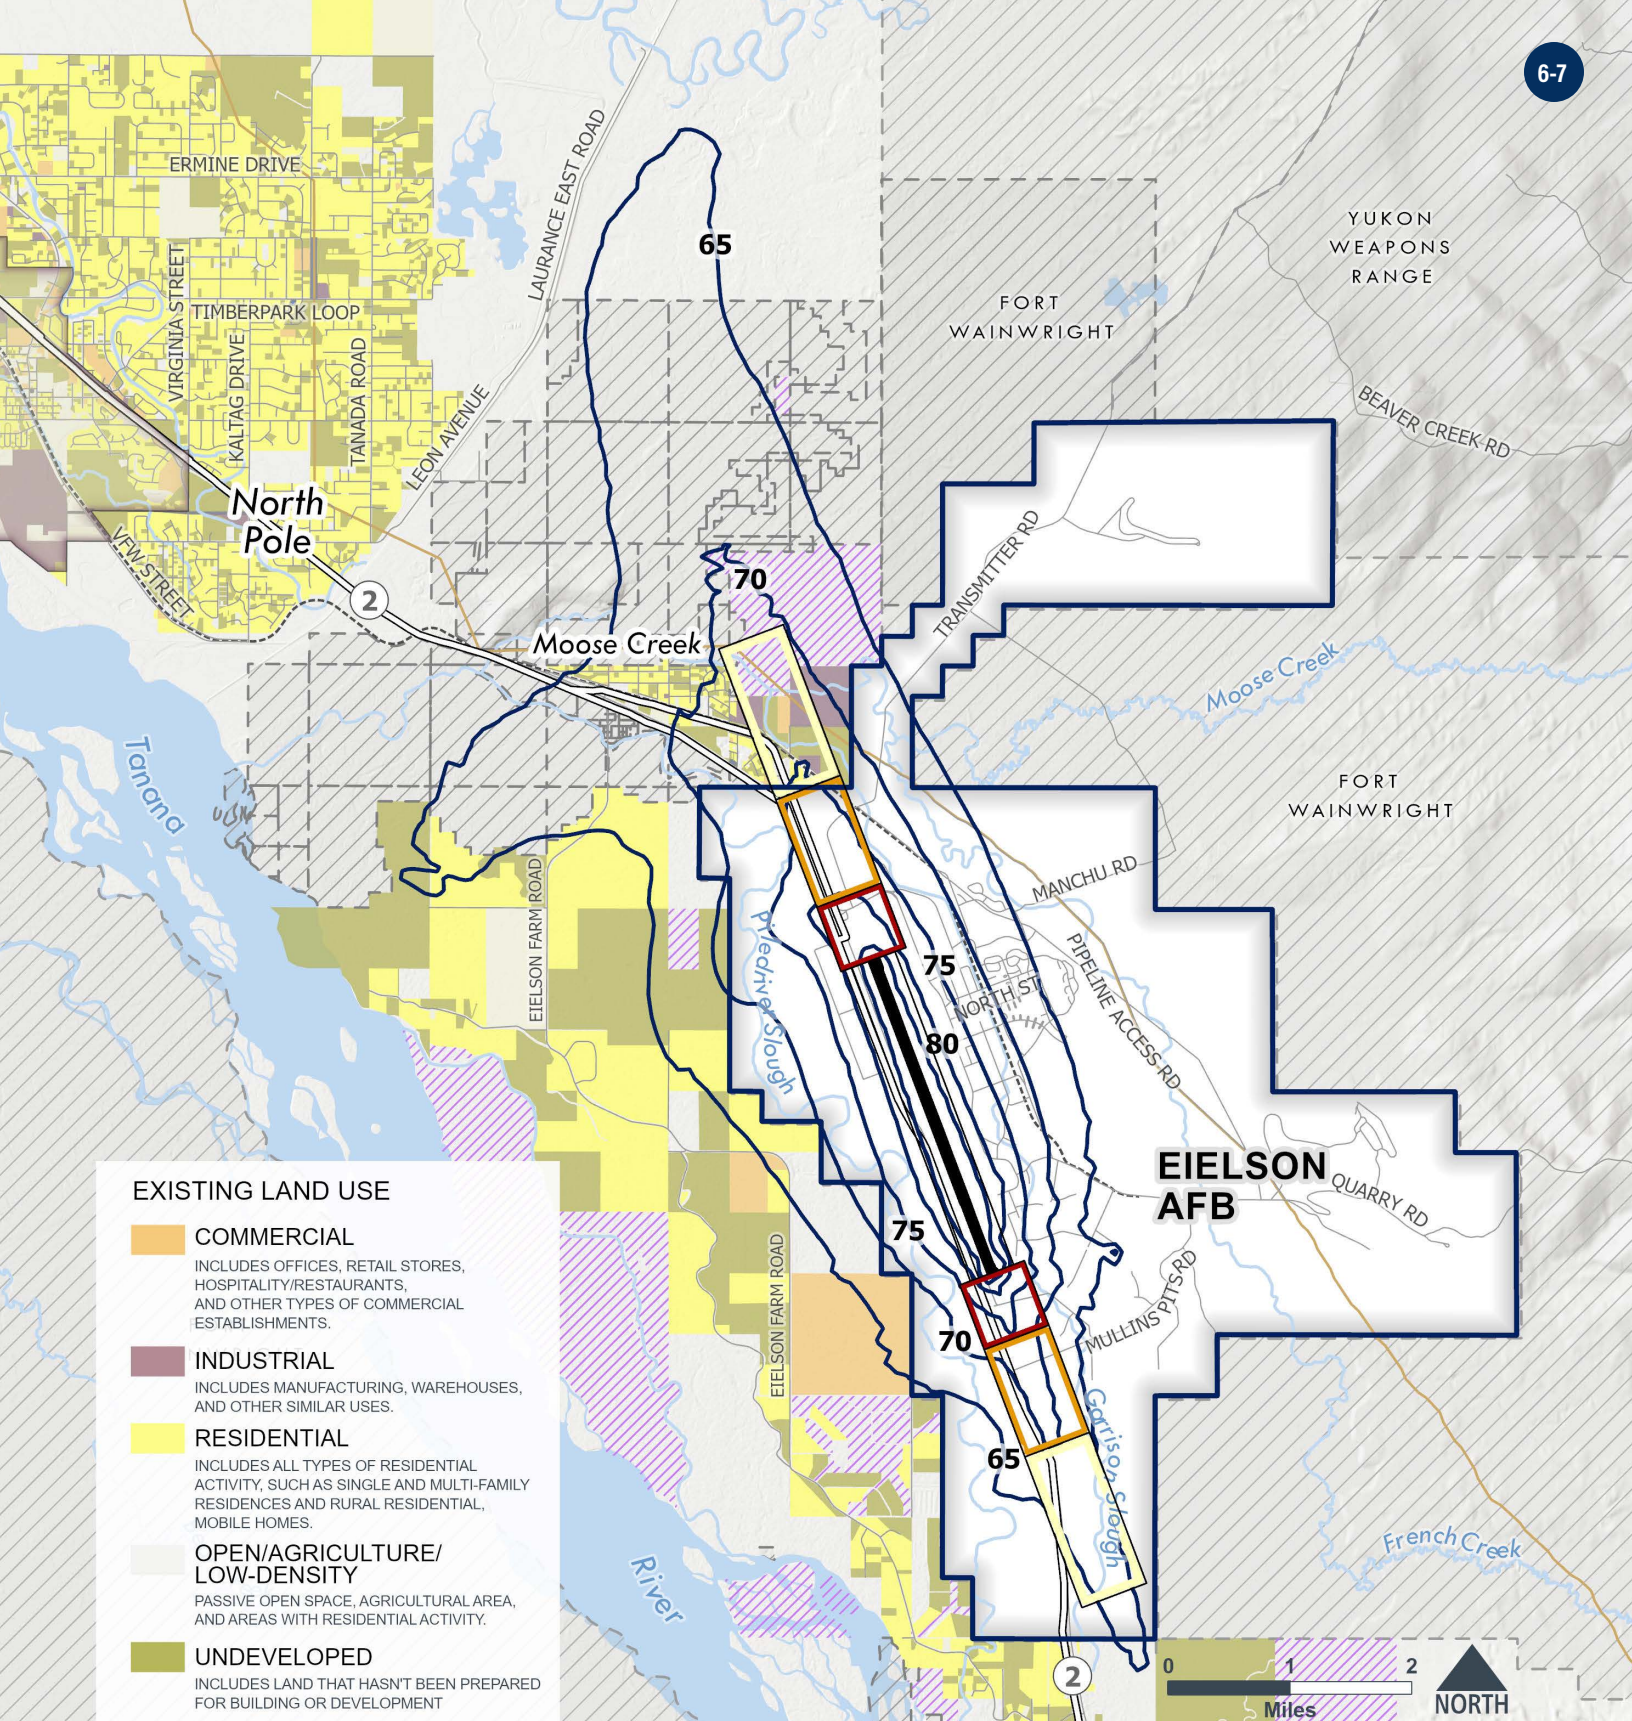 6-7
ERMINE DRIVE
LAURANCE EAST ROAD
65
YUKON
WEAPONS
RANGE
FORT
WAINWRIGHT
VIRGINIA STREET
TIMBERPARK LOOP
KALTAG DRIVE
TANADA ROAD
LEON AVENUE
BEAVER CREEK RD
North
Pole
VFW STREET
TRANSMITTER RD
2
70
Moose Creek
Moose Creek
Tanana
FORT
WAINWRIGHT
MANCHU RD
EIELSON FARM ROAD
Piledriver Slough
75
NORTH ST
PIPELINE ACCESS RD
80
EIELSON
AFB
QUARRY RD
75
EIELSON FARM ROAD
MULLINS PITS RD
70
Garrison Slough
65
French Creek
River
2
EXISTING LAND USE
COMMERCIAL
INCLUDES OFFICES, RETAIL STORES,
HOSPITALITY/RESTAURANTS,
AND OTHER TYPES OF COMMERCIAL
ESTABLISHMENTS.
INDUSTRIAL
INCLUDES MANUFACTURING, WAREHOUSES,
AND OTHER SIMILAR USES.
RESIDENTIAL
INCLUDES ALL TYPES OF RESIDENTIAL
ACTIVITY, SUCH AS SINGLE AND MULTI-FAMILY
RESIDENCES AND RURAL RESIDENTIAL,
MOBILE HOMES.
OPEN/AGRICULTURE/
LOW-DENSITY
PASSIVE OPEN SPACE, AGRICULTURAL AREA,
AND AREAS WITH RESIDENTIAL ACTIVITY.
UNDEVELOPED
INCLUDES LAND THAT HASN'T BEEN PREPARED
FOR BUILDING OR DEVELOPMENT
0 1 2
Miles
NORTH